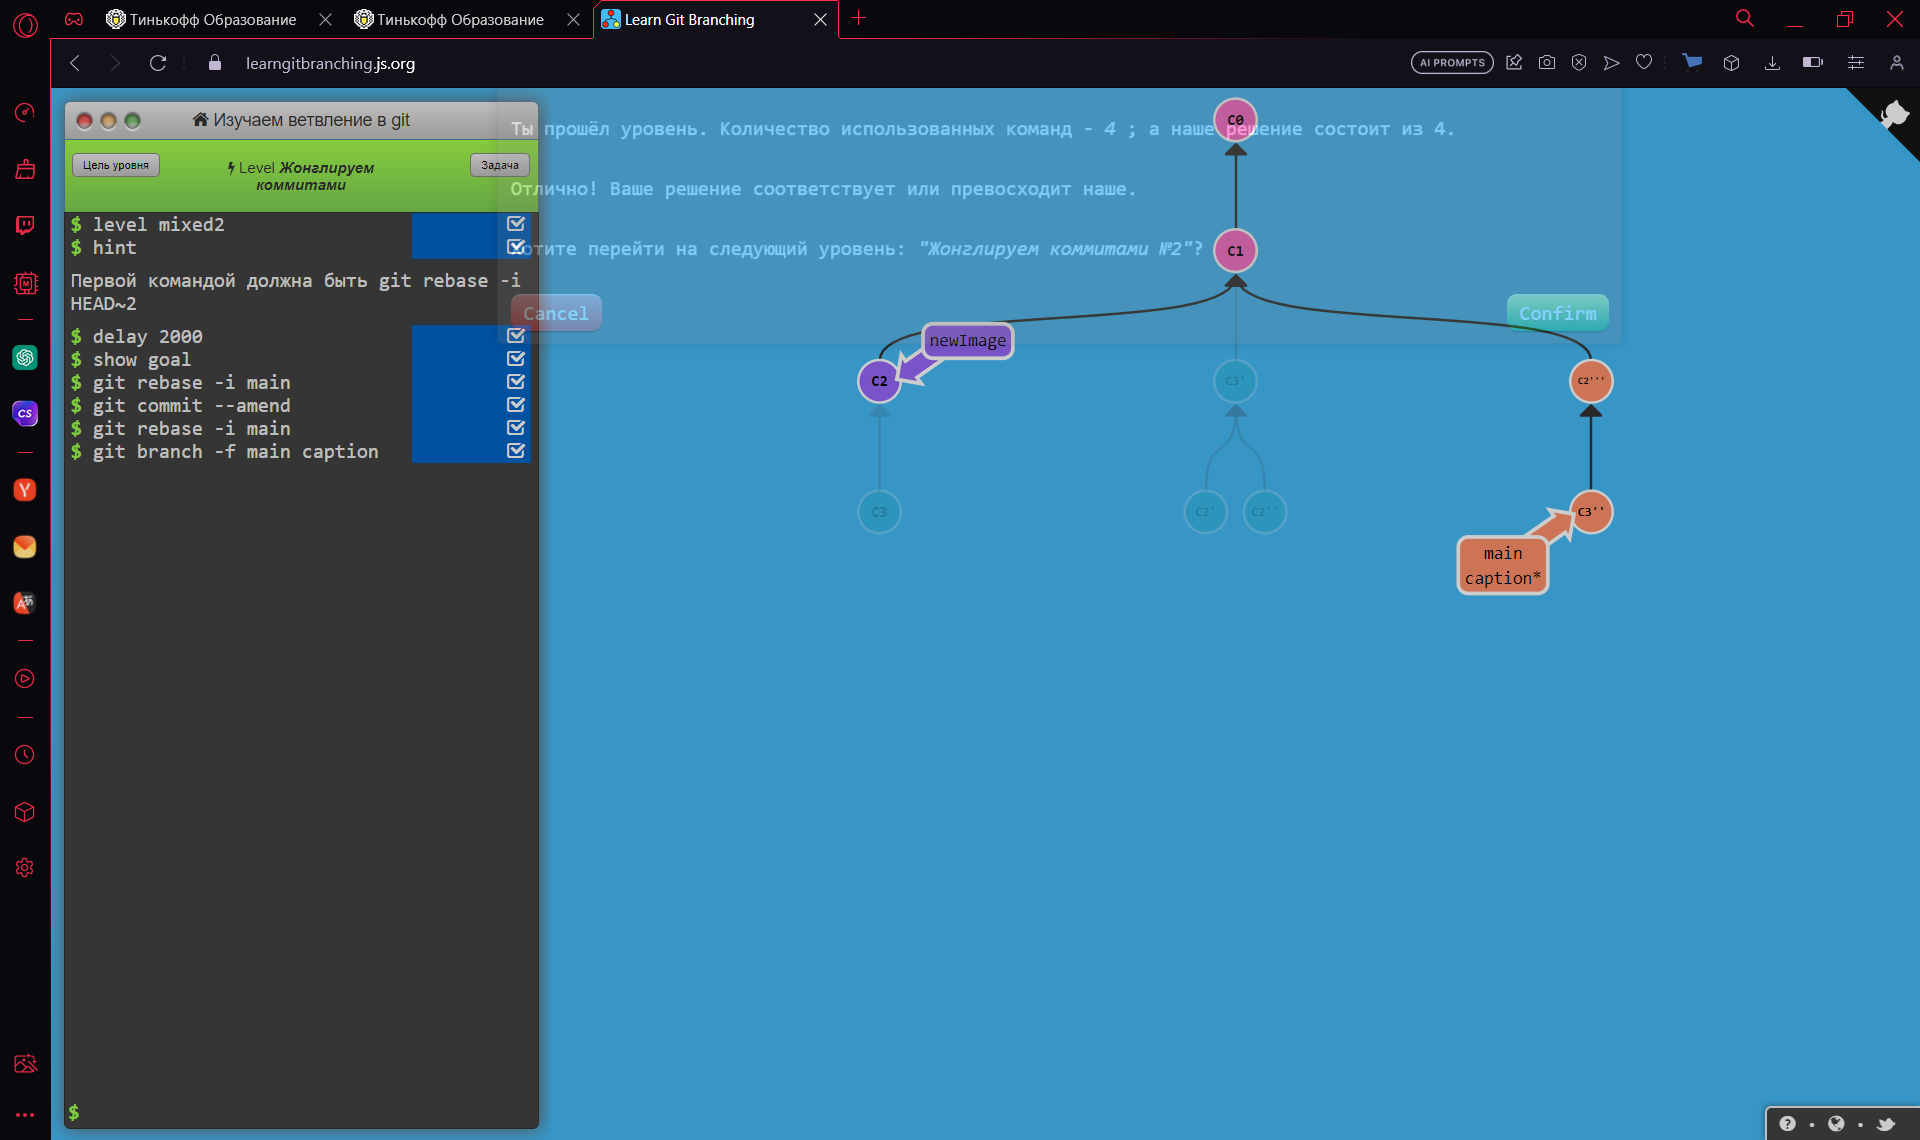 Тинькофф Образование
Тинькофф Образование
Learn Git Branching
learngitbranching.js.org
AI PROMPTS
Изучаем ветвление в git
Цель уровня
Level Жонглируем
коммитами
Задача
$ level mixed2
$ hint
Первой командой должна быть git rebase -i
HEAD~2
$ delay 2000
$ show goal
$ git rebase -i main
$ git commit --amend
$ git rebase -i main
$ git branch -f main caption
$
Ты прошёл уровень. Количество использованных команд - 4 ; а наше решение состоит из 4.
Отлично! Ваше решение соответствует или превосходит наше.
Хотите перейти на следующий уровень: "Жонглируем коммитами №2"?
Cancel
Confirm
C0
C1
newImage
C2
C3'
C2'''
C3
C2'
C2''
C3''
main
caption*